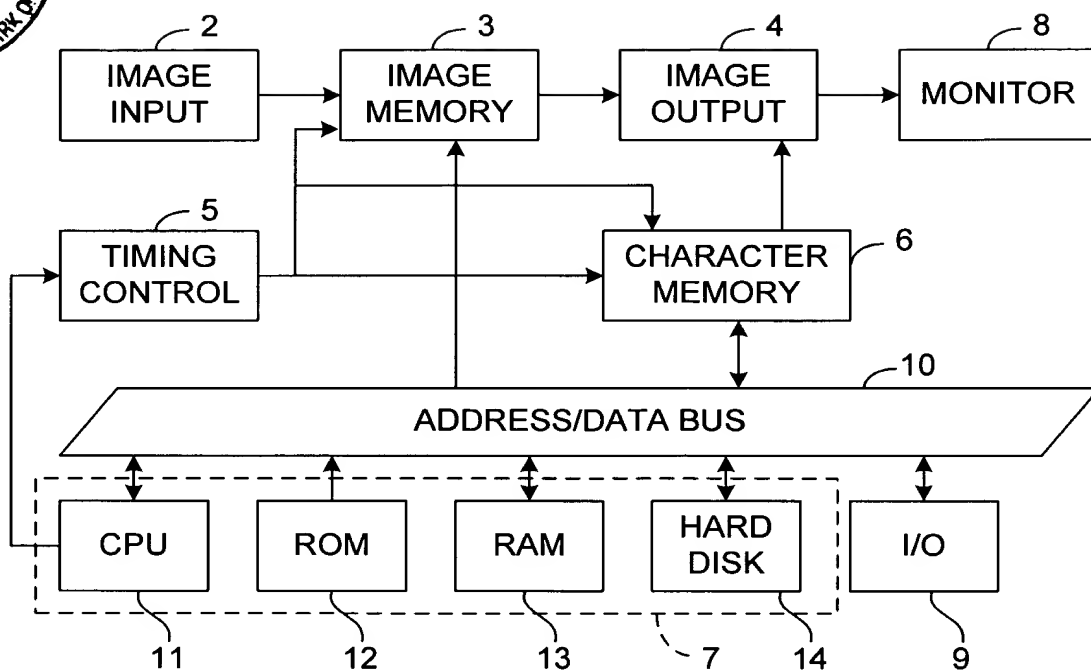 2 3 4 8
IMAGE INPUT
IMAGE MEMORY
IMAGE OUTPUT
MONITOR
5
TIMING CONTROL
CHARACTER MEMORY
6
10
ADDRESS/DATA BUS
CPU
ROM
RAM
HARD DISK
I/O
11 12 13 7 14 9